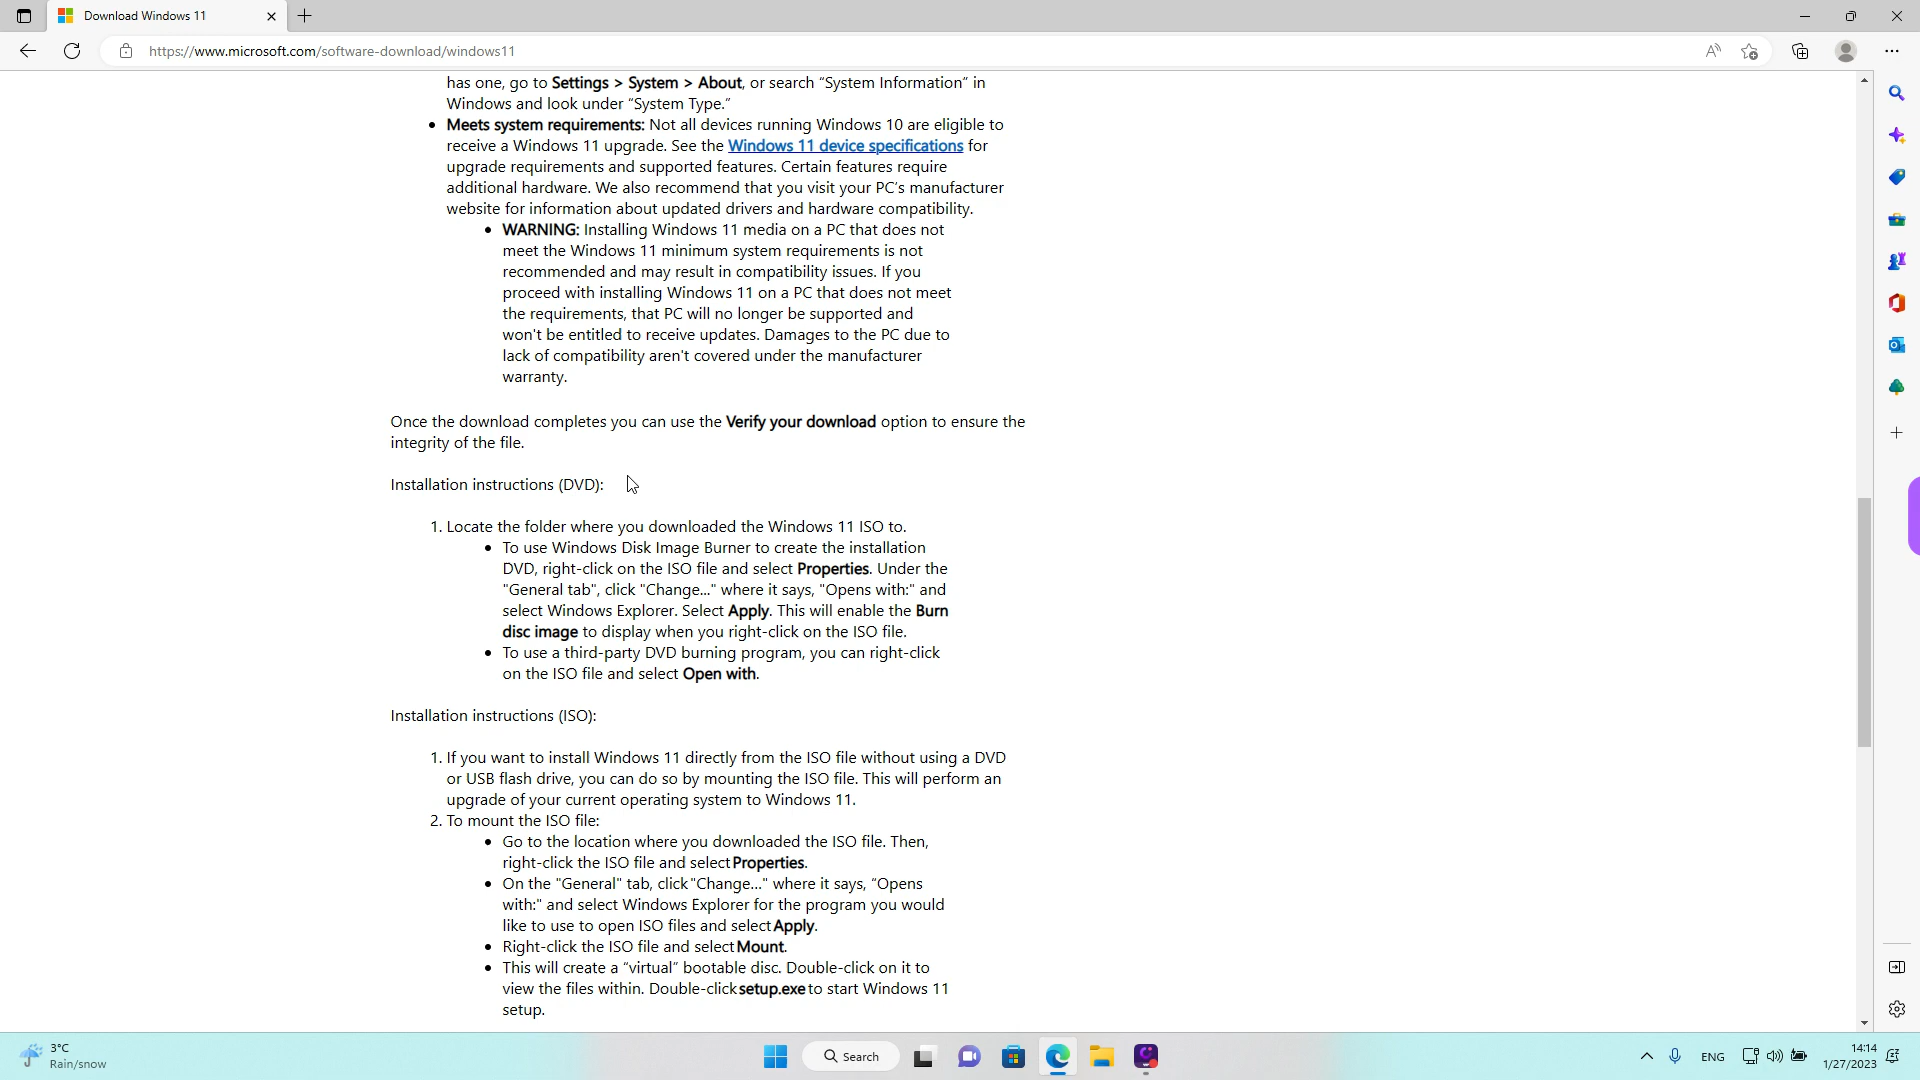 Download Windows 11
https://www.microsoft.com/software-download/windows11
has one, go to Settings > System > About, or search “System Information” in
Windows and look under “System Type.”
• Meets system requirements: Not all devices running Windows 10 are eligible to
receive a Windows 11 upgrade. See the Windows 11 device specifications for
upgrade requirements and supported features. Certain features require
additional hardware. We also recommend that you visit your PC's manufacturer
website for information about updated drivers and hardware compatibility.
• WARNING: Installing Windows 11 media on a PC that does not
meet the Windows 11 minimum system requirements is not
recommended and may result in compatibility issues. If you
proceed with installing Windows 11 on a PC that does not meet
the requirements, that PC will no longer be supported and
won't be entitled to receive updates. Damages to the PC due to
lack of compatibility aren't covered under the manufacturer
warranty.
Once the download completes you can use the Verify your download option to ensure the
integrity of the file.
Installation instructions (DVD):
1. Locate the folder where you downloaded the Windows 11 ISO to.
• To use Windows Disk Image Burner to create the installation
DVD, right-click on the ISO file and select Properties. Under the
"General tab", click "Change..." where it says, "Opens with:" and
select Windows Explorer. Select Apply. This will enable the Burn
disc image to display when you right-click on the ISO file.
• To use a third-party DVD burning program, you can right-click
on the ISO file and select Open with.
Installation instructions (ISO):
1. If you want to install Windows 11 directly from the ISO file without using a DVD
or USB flash drive, you can do so by mounting the ISO file. This will perform an
upgrade of your current operating system to Windows 11.
2. To mount the ISO file:
• Go to the location where you downloaded the ISO file. Then,
right-click the ISO file and select Properties.
• On the "General" tab, click "Change..." where it says, “Opens
with:" and select Windows Explorer for the program you would
like to use to open ISO files and select Apply.
• Right-click the ISO file and select Mount.
• This will create a “virtual” bootable disc. Double-click on it to
view the files within. Double-click setup.exe to start Windows 11
setup.
3°C
Rain/snow
Search
ENG
14:14
1/27/2023